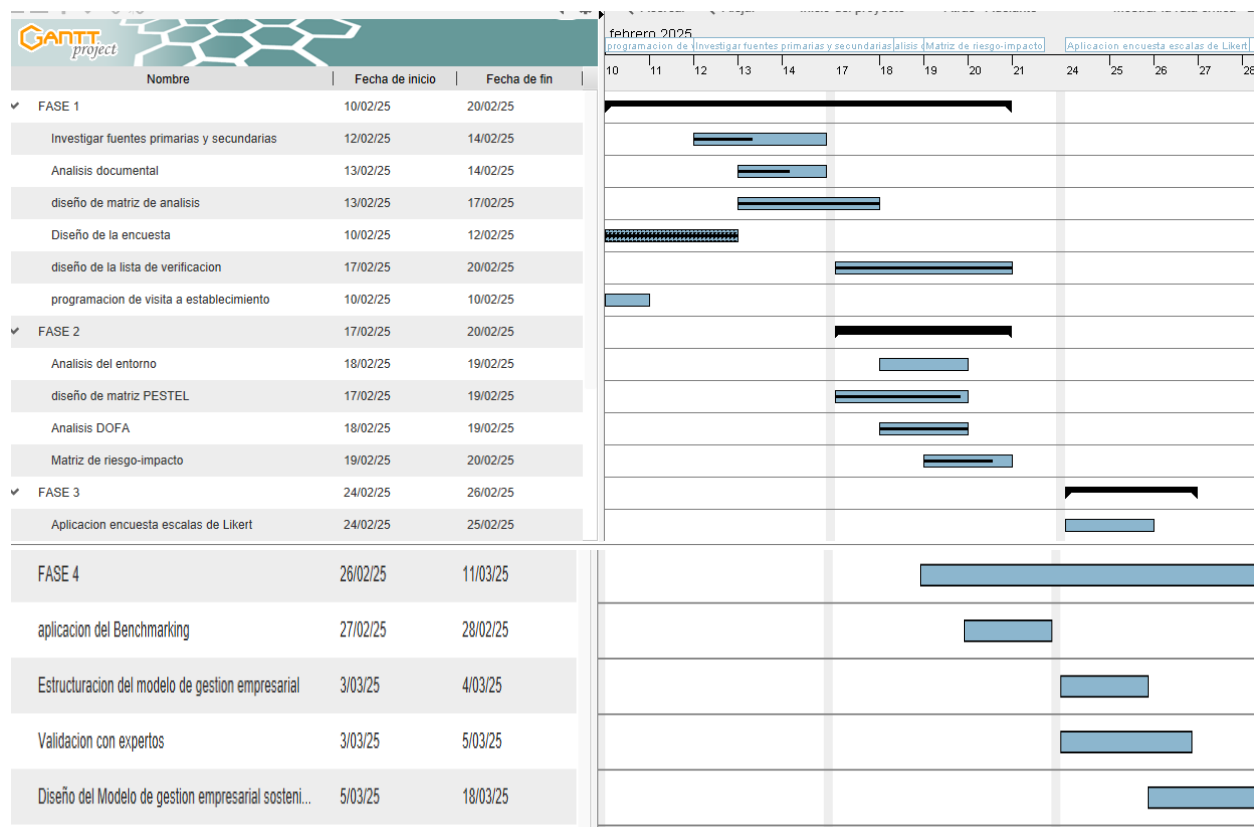 GANTT
project
febrero 2025
programacion de
Investigar fuentes primarias y secundarias
alisis
Matriz de riesgo-impacto
Aplicacion encuesta escalas de Likert
Nombre Fecha de inicio Fecha de fin
10 11 12 13 14 17 18 19 20 21 24 25 26 27 28
FASE 1 10/02/25 20/02/25
Investigar fuentes primarias y secundarias 12/02/25 14/02/25
Analisis documental 13/02/25 14/02/25
diseño de matriz de analisis 13/02/25 17/02/25
Diseño de la encuesta 10/02/25 12/02/25
diseño de la lista de verificacion 17/02/25 20/02/25
programacion de visita a establecimiento 10/02/25 10/02/25
FASE 2 17/02/25 20/02/25
Analisis del entorno 18/02/25 19/02/25
diseño de matriz PESTEL 17/02/25 19/02/25
Analisis DOFA 18/02/25 19/02/25
Matriz de riesgo-impacto 19/02/25 20/02/25
FASE 3 24/02/25 26/02/25
Aplicacion encuesta escalas de Likert 24/02/25 25/02/25
FASE 4 26/02/25 11/03/25
aplicacion del Benchmarking 27/02/25 28/02/25
Estructuracion del modelo de gestion empresarial 3/03/25 4/03/25
Validacion con expertos 3/03/25 5/03/25
Diseño del Modelo de gestion empresarial sosteni... 5/03/25 18/03/25